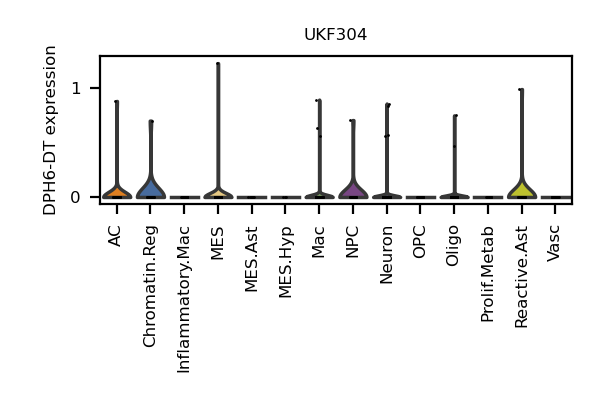 UKF304
DPH6-DT expression
1
0
AC
Chromatin.Reg
Inflammatory.Mac
MES
MES.Ast
MES.Hyp
Mac
NPC
Neuron
OPC
Oligo
Prolif.Metab
Reactive.Ast
Vasc